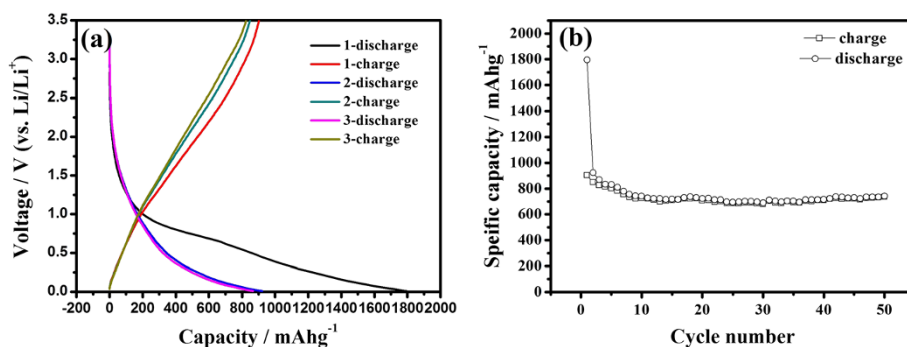 (a)
3.5
3.0
2.5
2.0
1.5
1.0
0.5
0.0
Voltage / V (vs. Li/Li⁺)
1-discharge
1-charge
2-discharge
2-charge
3-discharge
3-charge
-200 0 200 400 600 800 1000 1200 1400 1600 1800 2000
Capacity / mAhg⁻¹
(b)
2000
1800
1600
1400
1200
1000
800
600
400
200
0
Speific capacity / mAhg⁻¹
charge
discharge
0 10 20 30 40 50
Cycle number